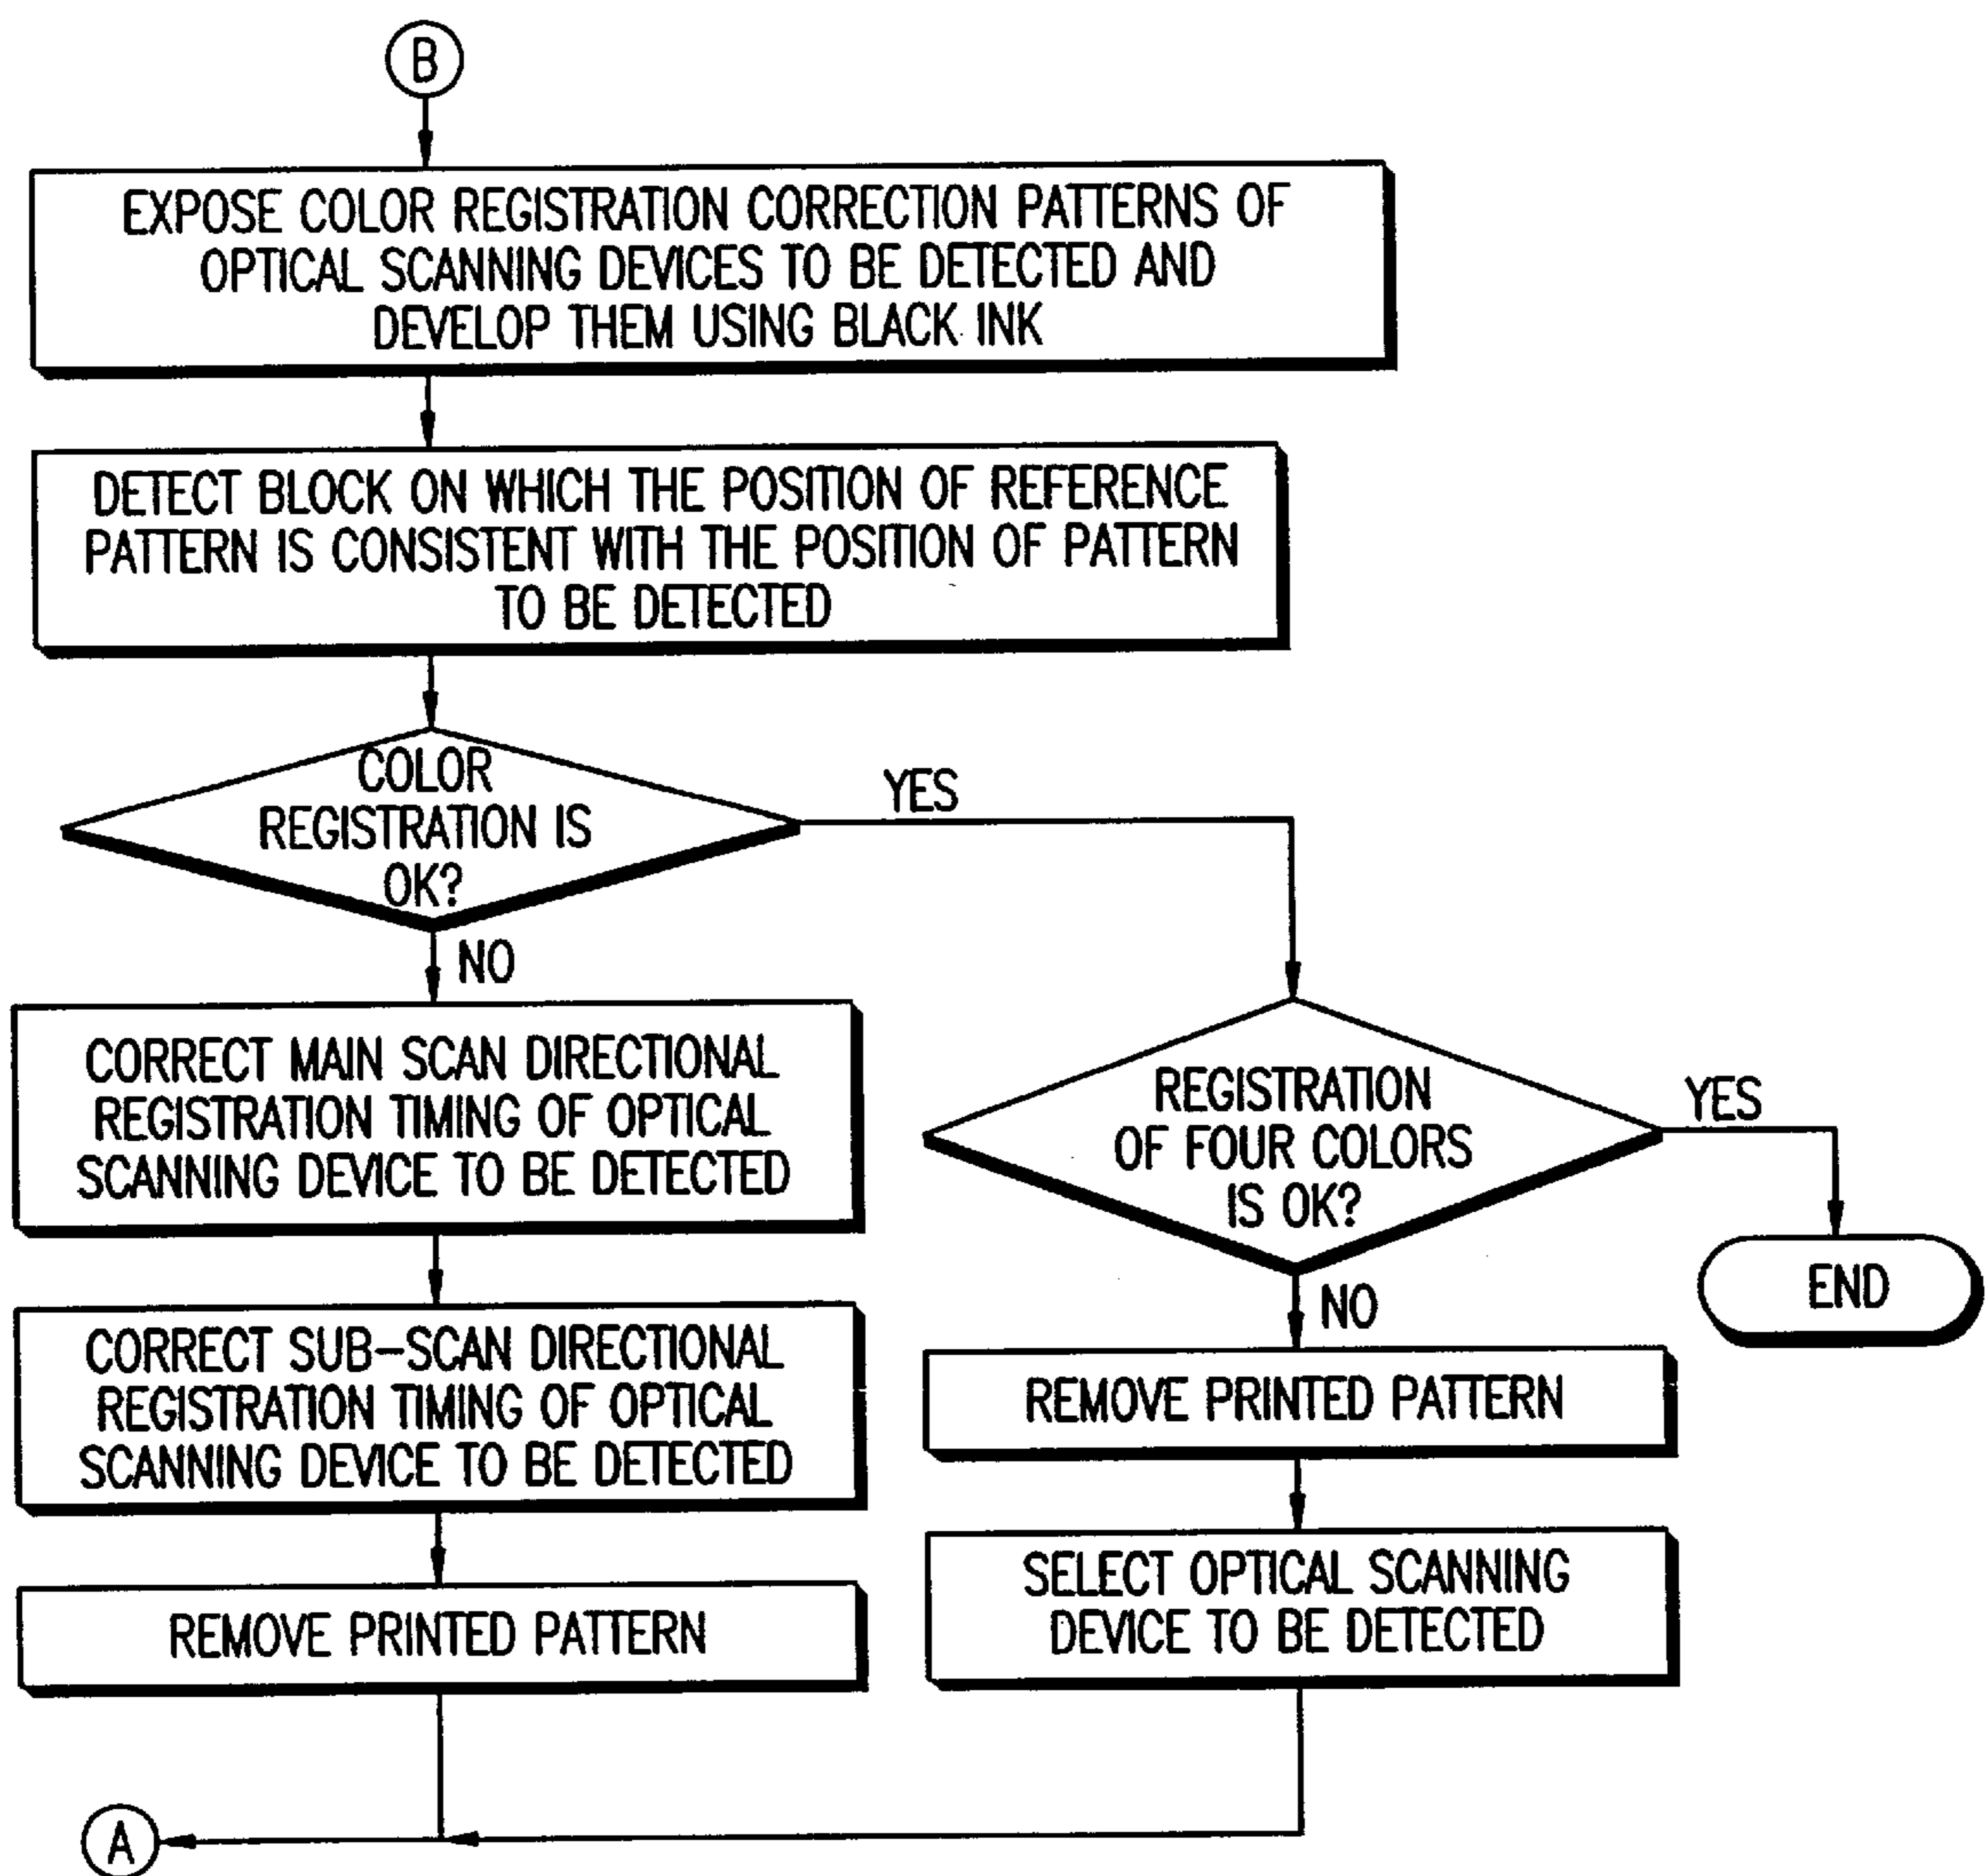 B
EXPOSE COLOR REGISTRATION CORRECTION PATTERNS OF
OPTICAL SCANNING DEVICES TO BE DETECTED AND
DEVELOP THEM USING BLACK INK
DETECT BLOCK ON WHICH THE POSITION OF REFERENCE
PATTERN IS CONSISTENT WITH THE POSITION OF PATTERN
TO BE DETECTED
COLOR
REGISTRATION IS
OK?
YES
NO
CORRECT MAIN SCAN DIRECTIONAL
REGISTRATION TIMING OF OPTICAL
SCANNING DEVICE TO BE DETECTED
CORRECT SUB-SCAN DIRECTIONAL
REGISTRATION TIMING OF OPTICAL
SCANNING DEVICE TO BE DETECTED
REMOVE PRINTED PATTERN
REGISTRATION
OF FOUR COLORS
IS OK?
YES
END
NO
REMOVE PRINTED PATTERN
SELECT OPTICAL SCANNING
DEVICE TO BE DETECTED
A